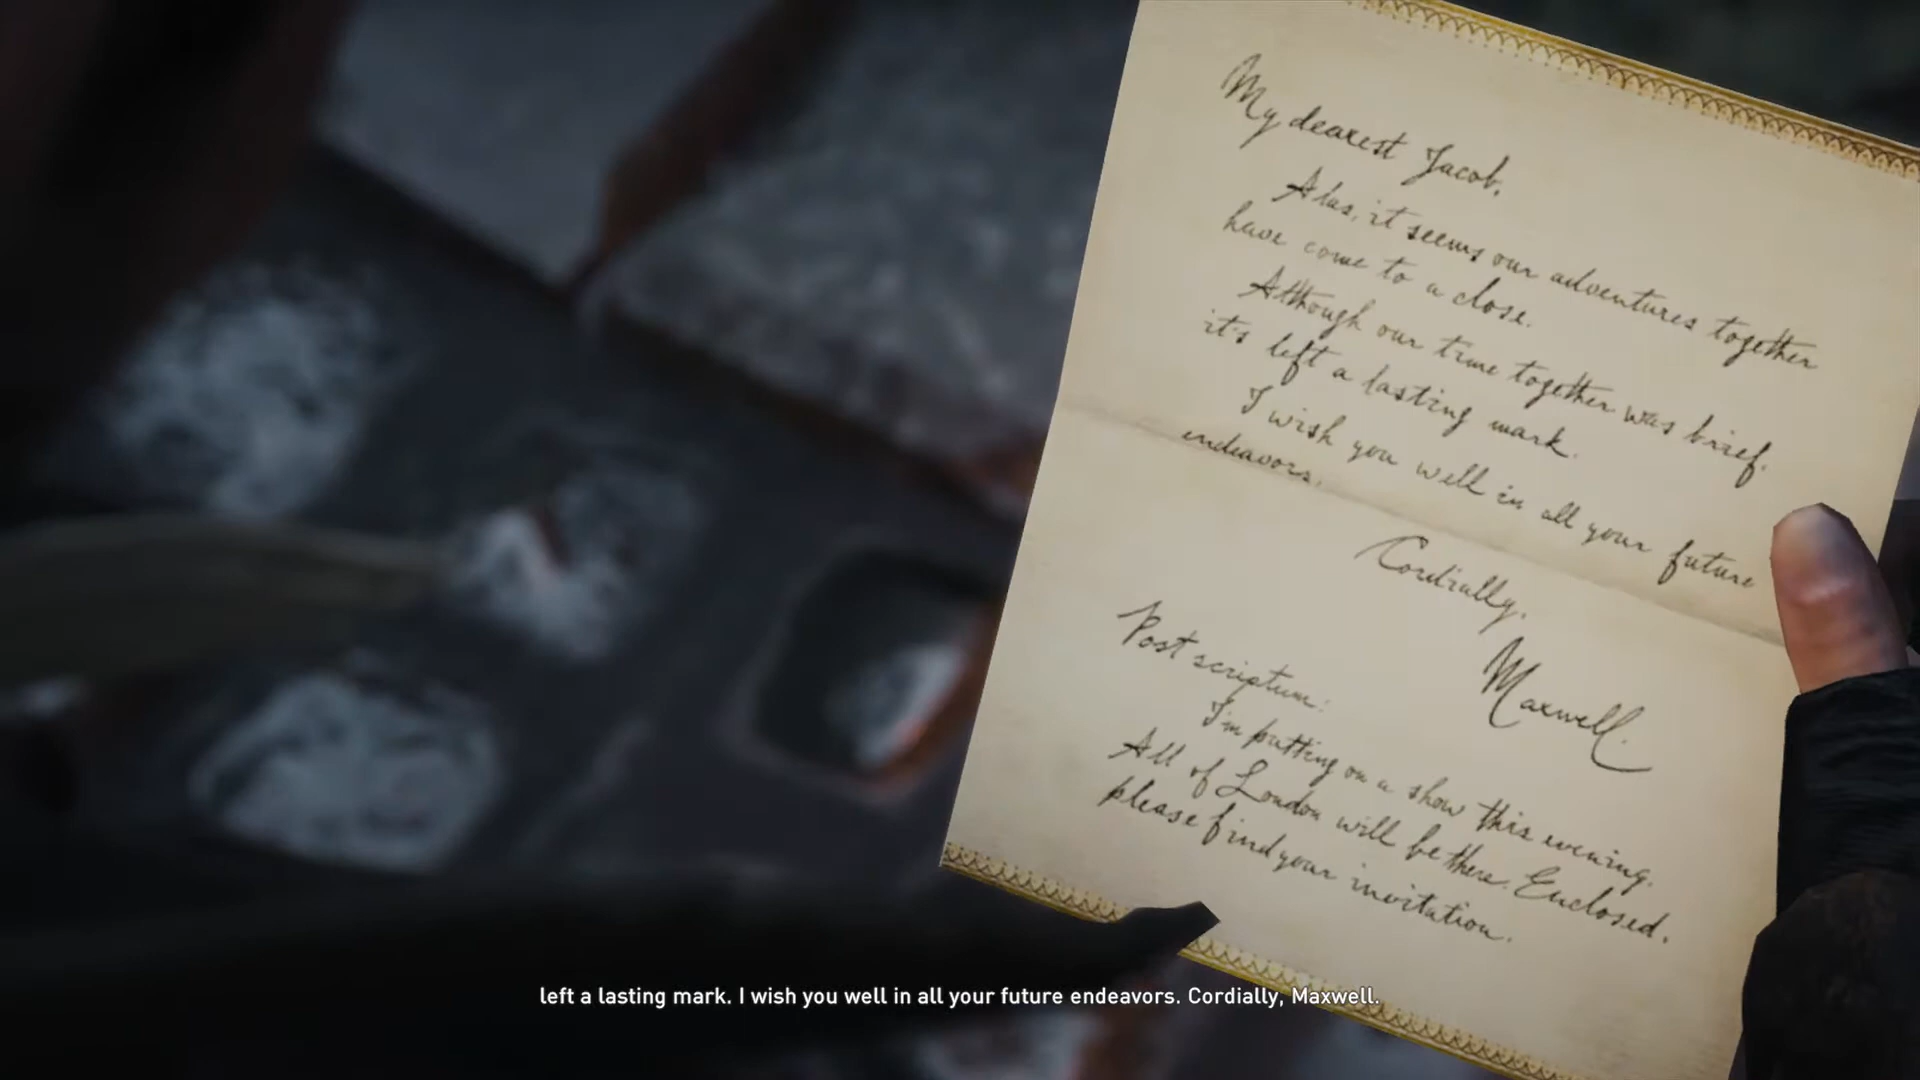 My dearest Jacob,
Alas, it seems our adventures together
have come to a close.
Although our time together was brief.
it's left a lasting mark.
I wish you well in all your future
endeavors.
Cordially,
Maxwell.
Post scriptum:
I'm putting on a show this evening.
All of London will be there. Enclosed,
please find your invitation.
left a lasting mark. I wish you well in all your future endeavors. Cordially, Maxwell.